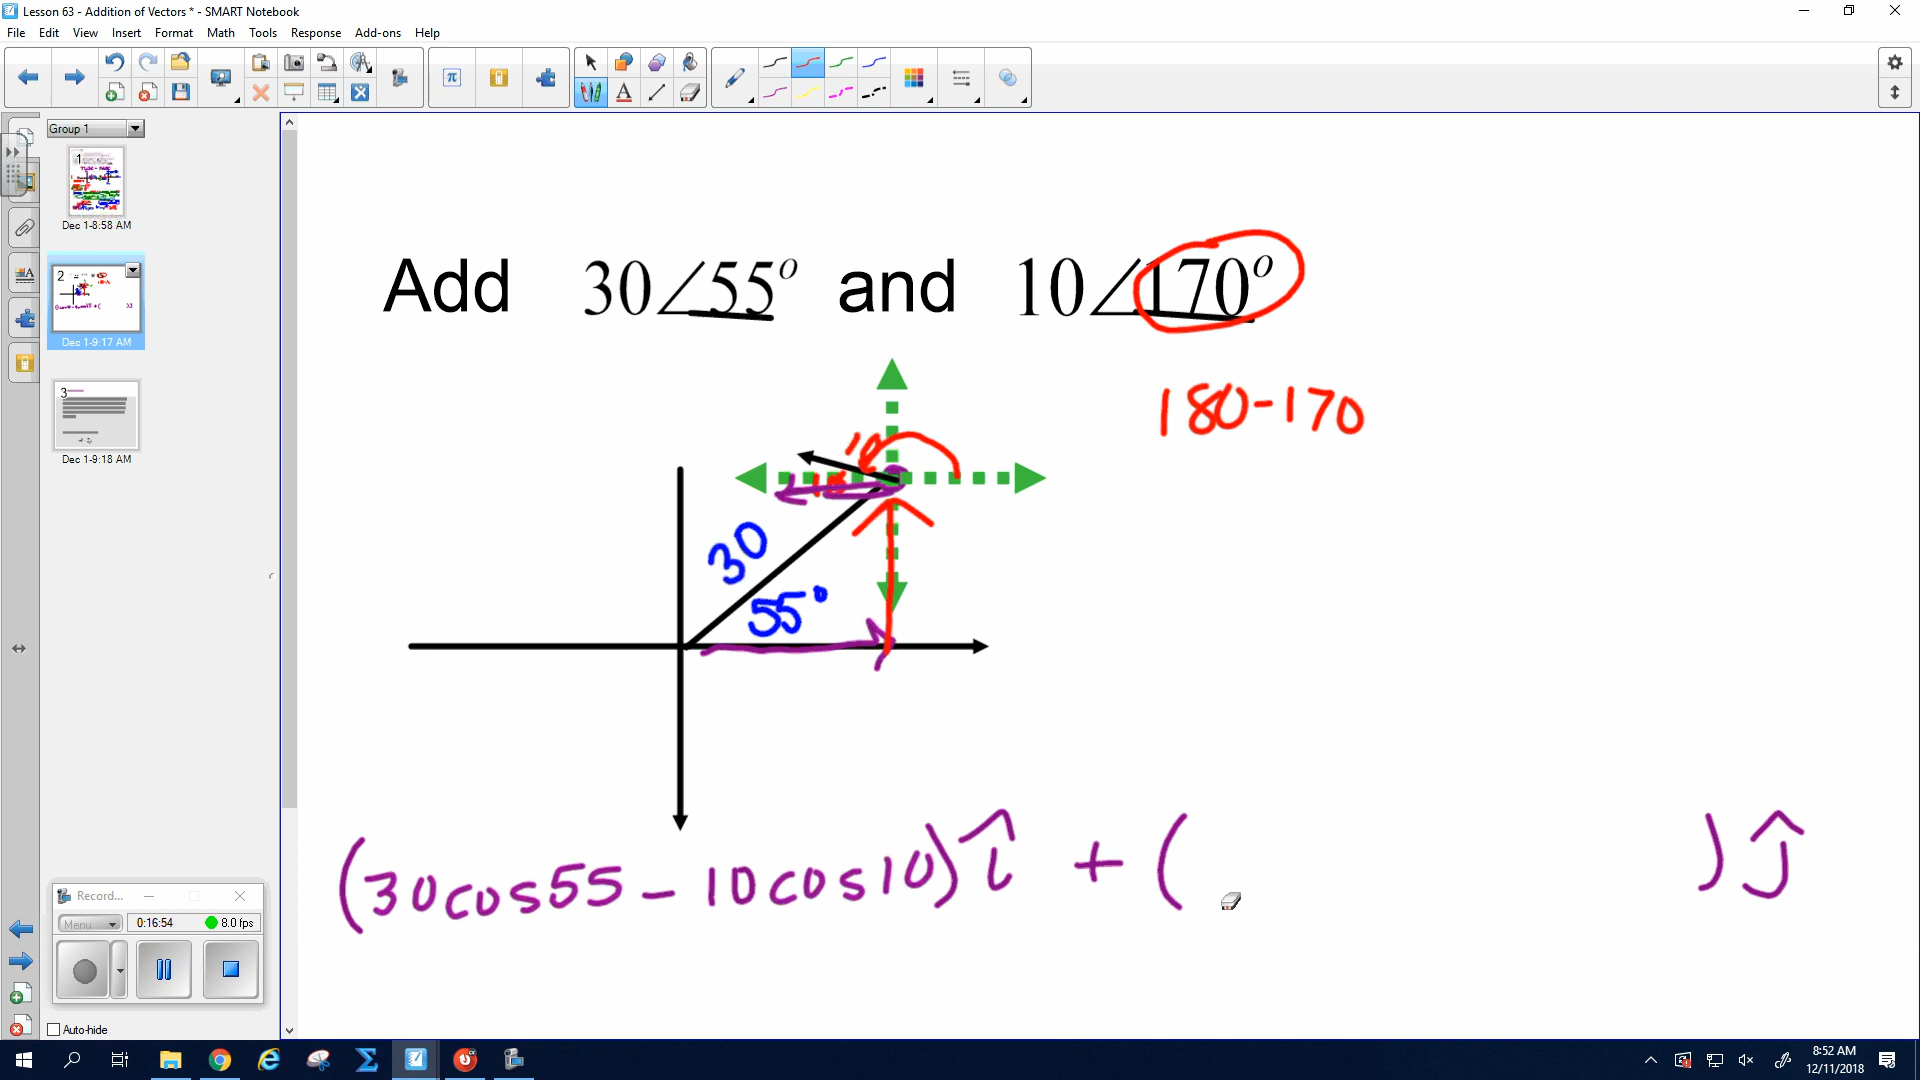 Lesson 63 - Addition of Vectors * - SMART Notebook
File Edit View Insert Format Math Tools Response Add-ons Help
Group 1
1
Dec 1-8:58 AM
2
Dec 1-9:17 AM
3
Dec 1-9:18 AM
Add 30∠55° and 10∠170°
180-170
10
30
55°
(30cos55 - 10cos10) î + ( ) ĵ
Record...
Menu 0:16:54 8.0 fps
Auto-hide
8:52 AM
12/11/2018